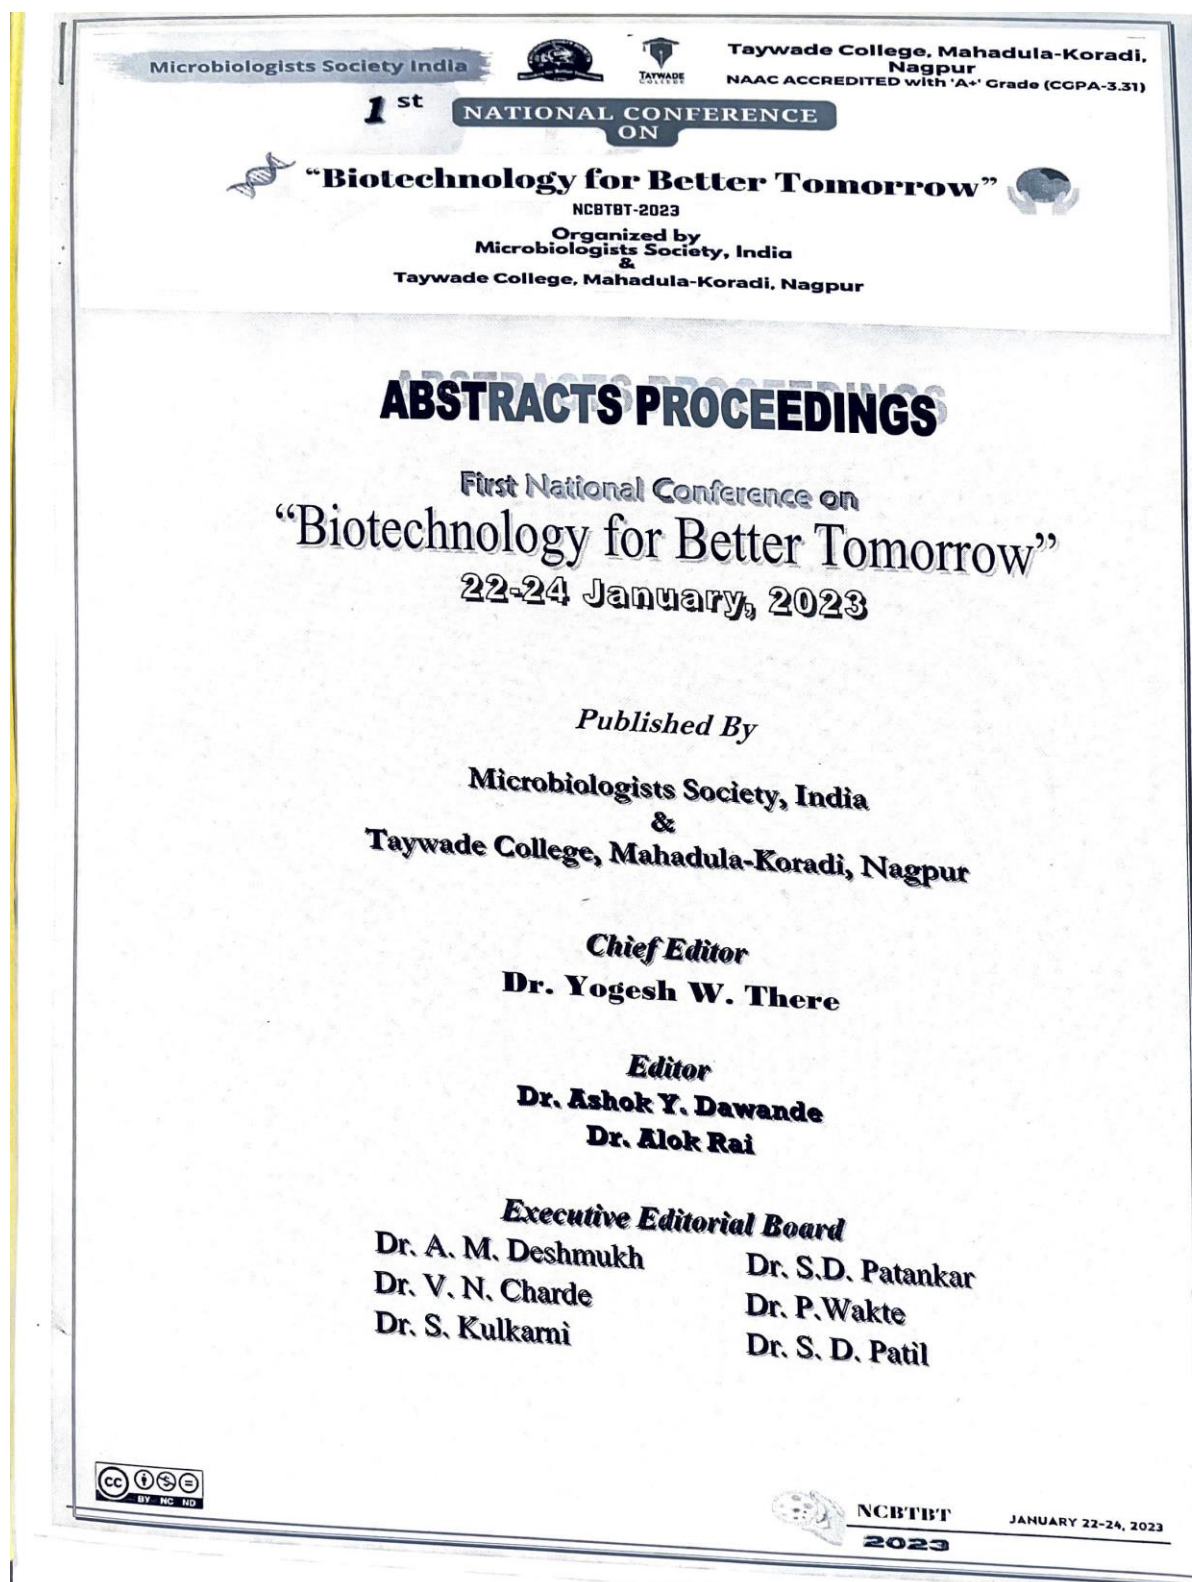 Microbiologists Society India
TAYWADE
COLLEGE
Taywade College, Mahadula-Koradi,
Nagpur
NAAC ACCREDITED with 'A+' Grade (CGPA-3.31)
1 st
NATIONAL CONFERENCE
ON
“Biotechnology for Better Tomorrow”
NCBTBT-2023
Organized by
Microbiologists Society, India
&
Taywade College, Mahadula-Koradi, Nagpur
ABSTRACTS PROCEEDINGS
First National Conference on
“Biotechnology for Better Tomorrow”
22-24 January, 2023
Published By
Microbiologists Society, India
&
Taywade College, Mahadula-Koradi, Nagpur
Chief Editor
Dr. Yogesh W. There
Editor
Dr. Ashok Y. Dawande
Dr. Alok Rai
Executive Editorial Board
Dr. A. M. Deshmukh
Dr. V. N. Charde
Dr. S. Kulkarni
Dr. S.D. Patankar
Dr. P.Wakte
Dr. S. D. Patil
cc
BY NC ND
NCBTBT
2023
JANUARY 22-24, 2023